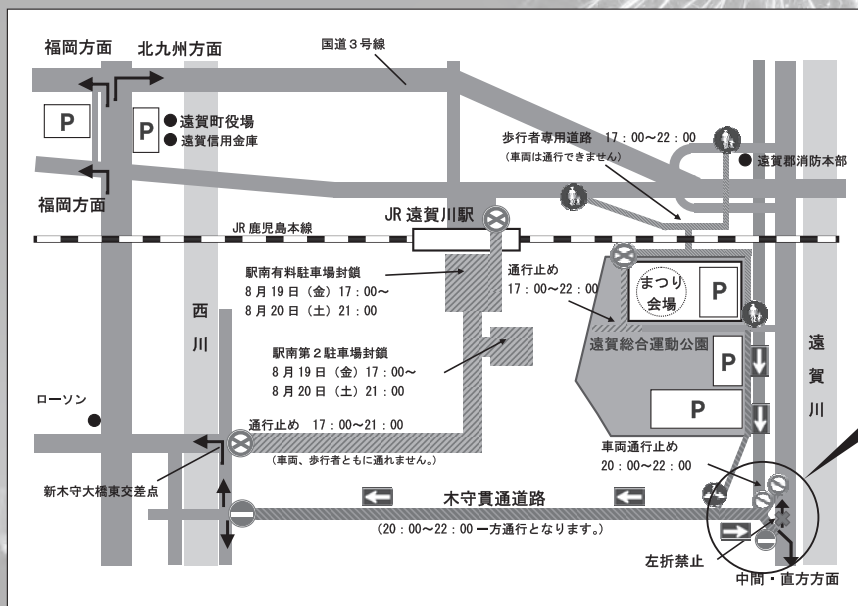 福岡方面
北九州方面
国道3号線
P
P
●遠賀町役場
●遠賀信用金庫
歩行者専用道路 17：00～22：00
（車両は通行できません）
●遠賀郡消防本部
福岡方面
JR遠賀川駅
JR鹿児島本線
駅南有料駐車場封鎖
8月19日（金）17：00～
8月20日（土）21：00
通行止め
17：00～22：00
まつり
会場
P
西川
駅南第2駐車場封鎖
8月19日（金）17：00～
8月20日（土）21：00
遠賀総合運動公園
P
P
遠賀川
ローソン
通行止め 17：00～21：00
（車両、歩行者ともに通れません。）
車両通行止め
20：00～22：00
新木守大橋東交差点
木守貫通道路
（20：00～22：00 一方通行となります。）
左折禁止
中間・直方方面